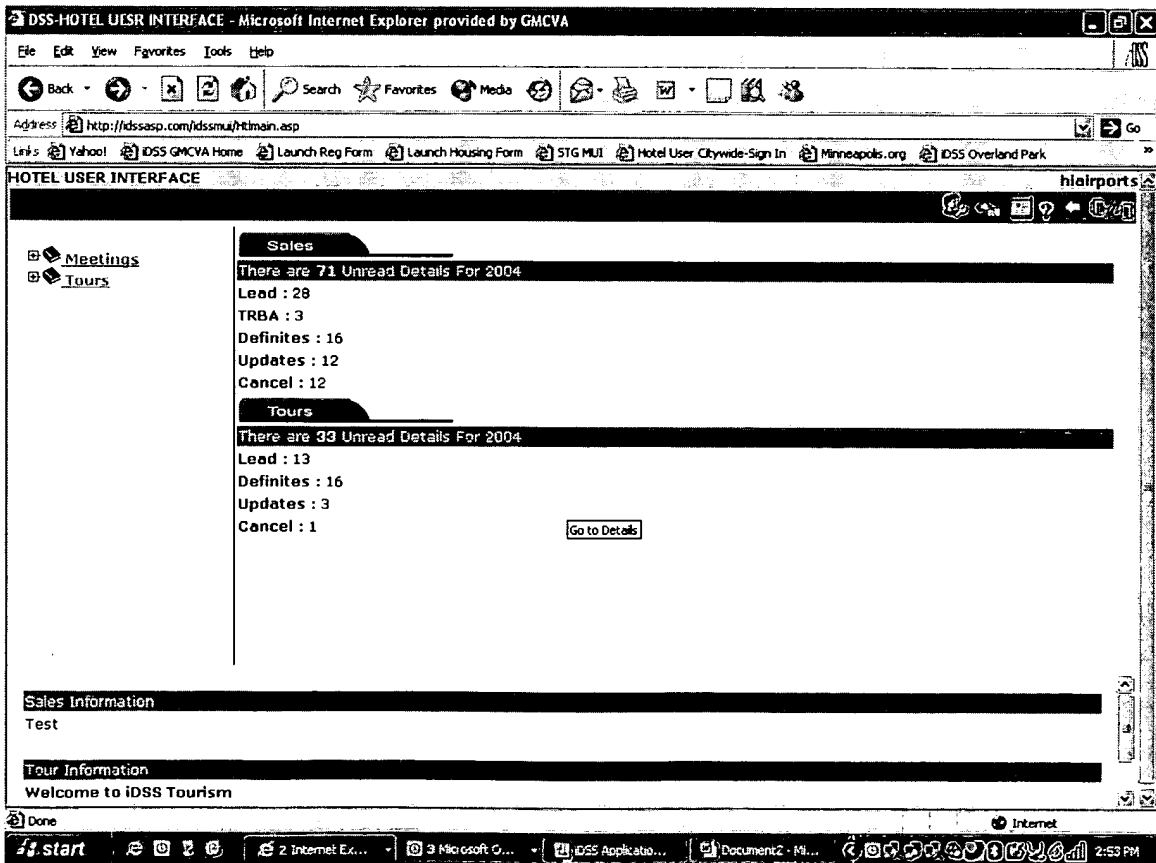 DSS-HOTEL UESR INTERFACE - Microsoft Internet Explorer provided by GMCVA
File Edit View Favorites Tools Help
Back Search Favorites Media
Address http://idssasp.com/idssmui/Htlmain.asp Go
Links Yahoo! iDSS GMCVA Home Launch Reg Form Launch Housing Form STG MUI Hotel User Citywide-Sign In Minneapolis.org iDSS Overland Park »
HOTEL USER INTERFACE hiairports
Meetings
Tours
Sales
There are 71 Unread Details For 2004
Lead : 28
TRBA : 3
Definites : 16
Updates : 12
Cancel : 12
Tours
There are 33 Unread Details For 2004
Lead : 13
Definites : 16
Updates : 3
Cancel : 1
Go to Details
Sales Information
Test
Tour Information
Welcome to iDSS Tourism
Done Internet
start 2 Internet Ex... 3 Microsoft O... iDSS Applicatio... Document2 - Mi... 2:53 PM